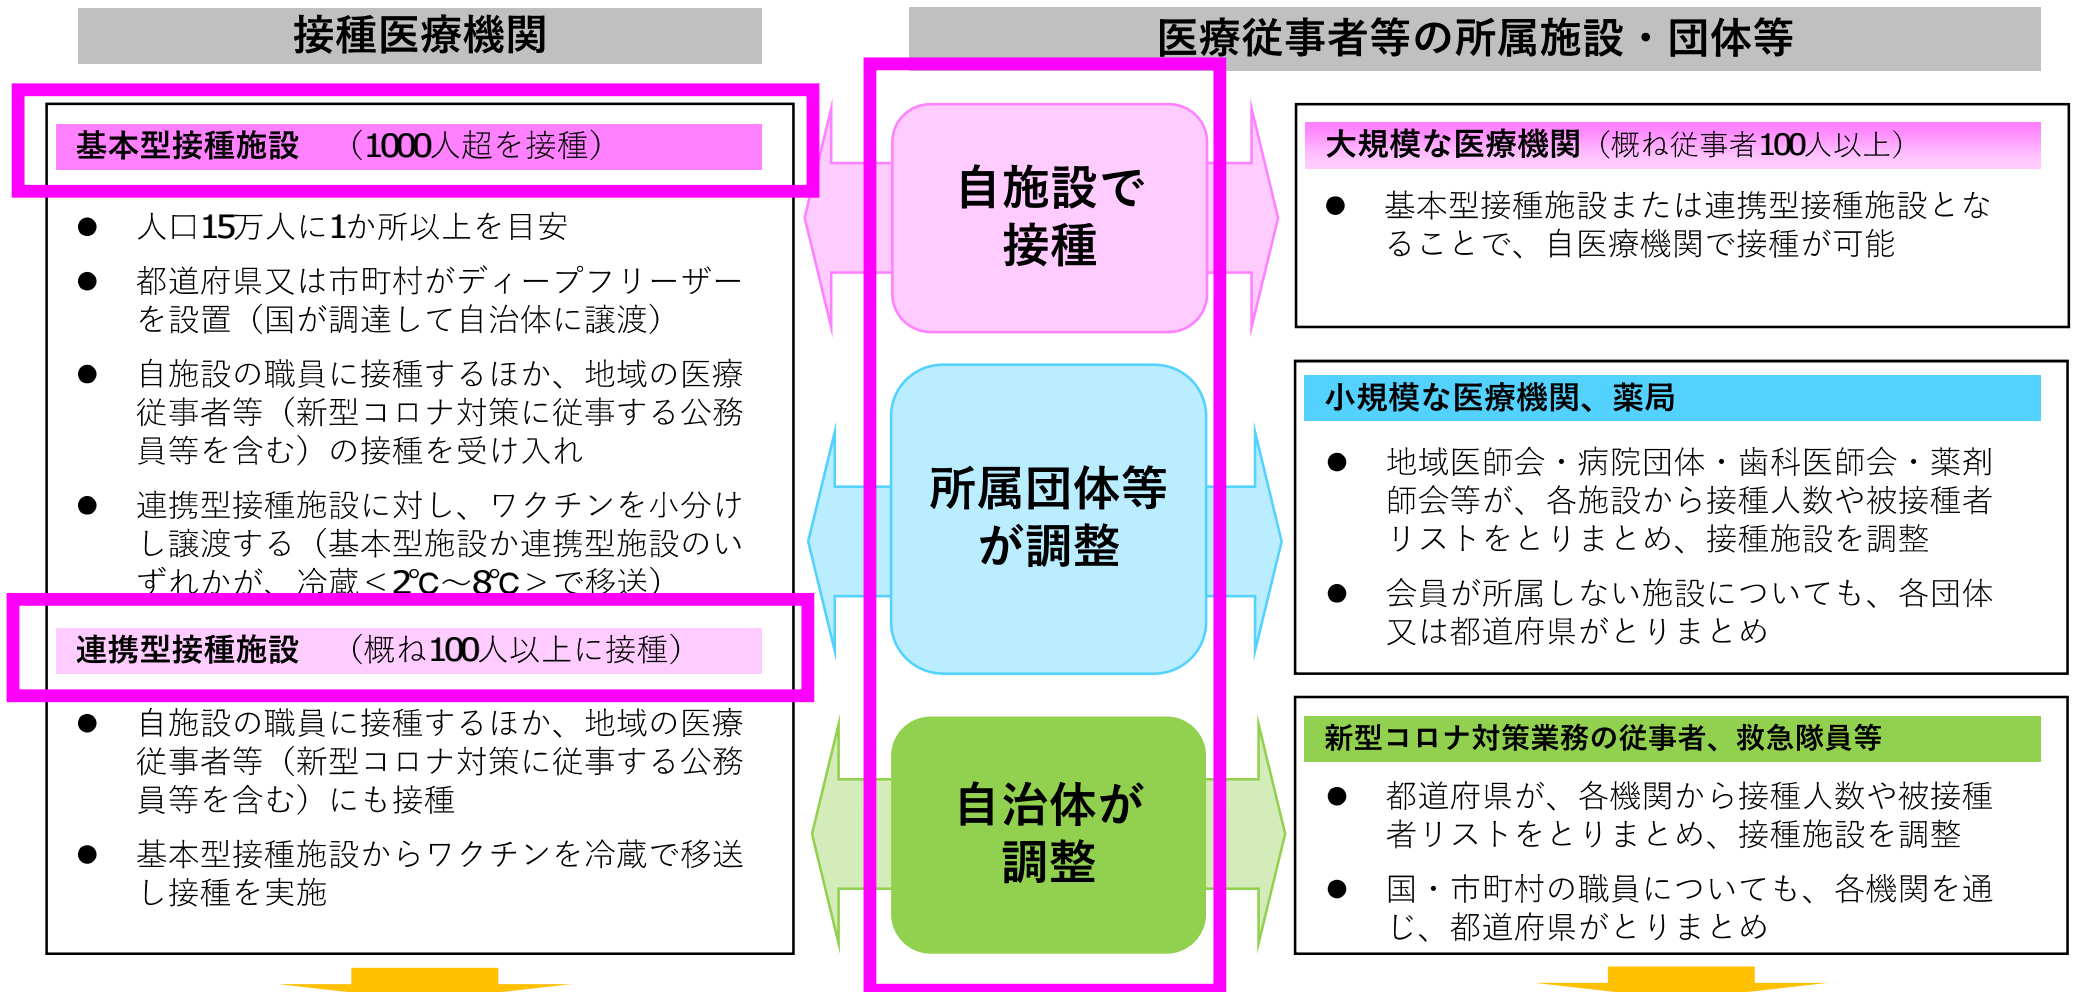 接種医療機関
基本型接種施設　（1000人超を接種）
● 人口15万人に1か所以上を目安
● 都道府県又は市町村がディープフリーザー
を設置（国が調達して自治体に譲渡）
● 自施設の職員に接種するほか、地域の医療
従事者等（新型コロナ対策に従事する公務
員等を含む）の接種を受け入れ
● 連携型接種施設に対し、ワクチンを小分け
し譲渡する（基本型施設か連携型施設のい
ずれかが、冷蔵＜2℃～8℃＞で移送）
連携型接種施設　（概ね100人以上に接種）
● 自施設の職員に接種するほか、地域の医療
従事者等（新型コロナ対策に従事する公務
員等を含む）にも接種
● 基本型接種施設からワクチンを冷蔵で移送
し接種を実施
自施設で
接種
所属団体等
が調整
自治体が
調整
医療従事者等の所属施設・団体等
大規模な医療機関（概ね従事者100人以上）
● 基本型接種施設または連携型接種施設とな
ることで、自医療機関で接種が可能
小規模な医療機関、薬局
● 地域医師会・病院団体・歯科医師会・薬剤
師会等が、各施設から接種人数や被接種者
リストをとりまとめ、接種施設を調整
● 会員が所属しない施設についても、各団体
又は都道府県がとりまとめ
新型コロナ対策業務の従事者、救急隊員等
● 都道府県が、各機関から接種人数や被接種
者リストをとりまとめ、接種施設を調整
● 国・市町村の職員についても、各機関を通
じ、都道府県がとりまとめ